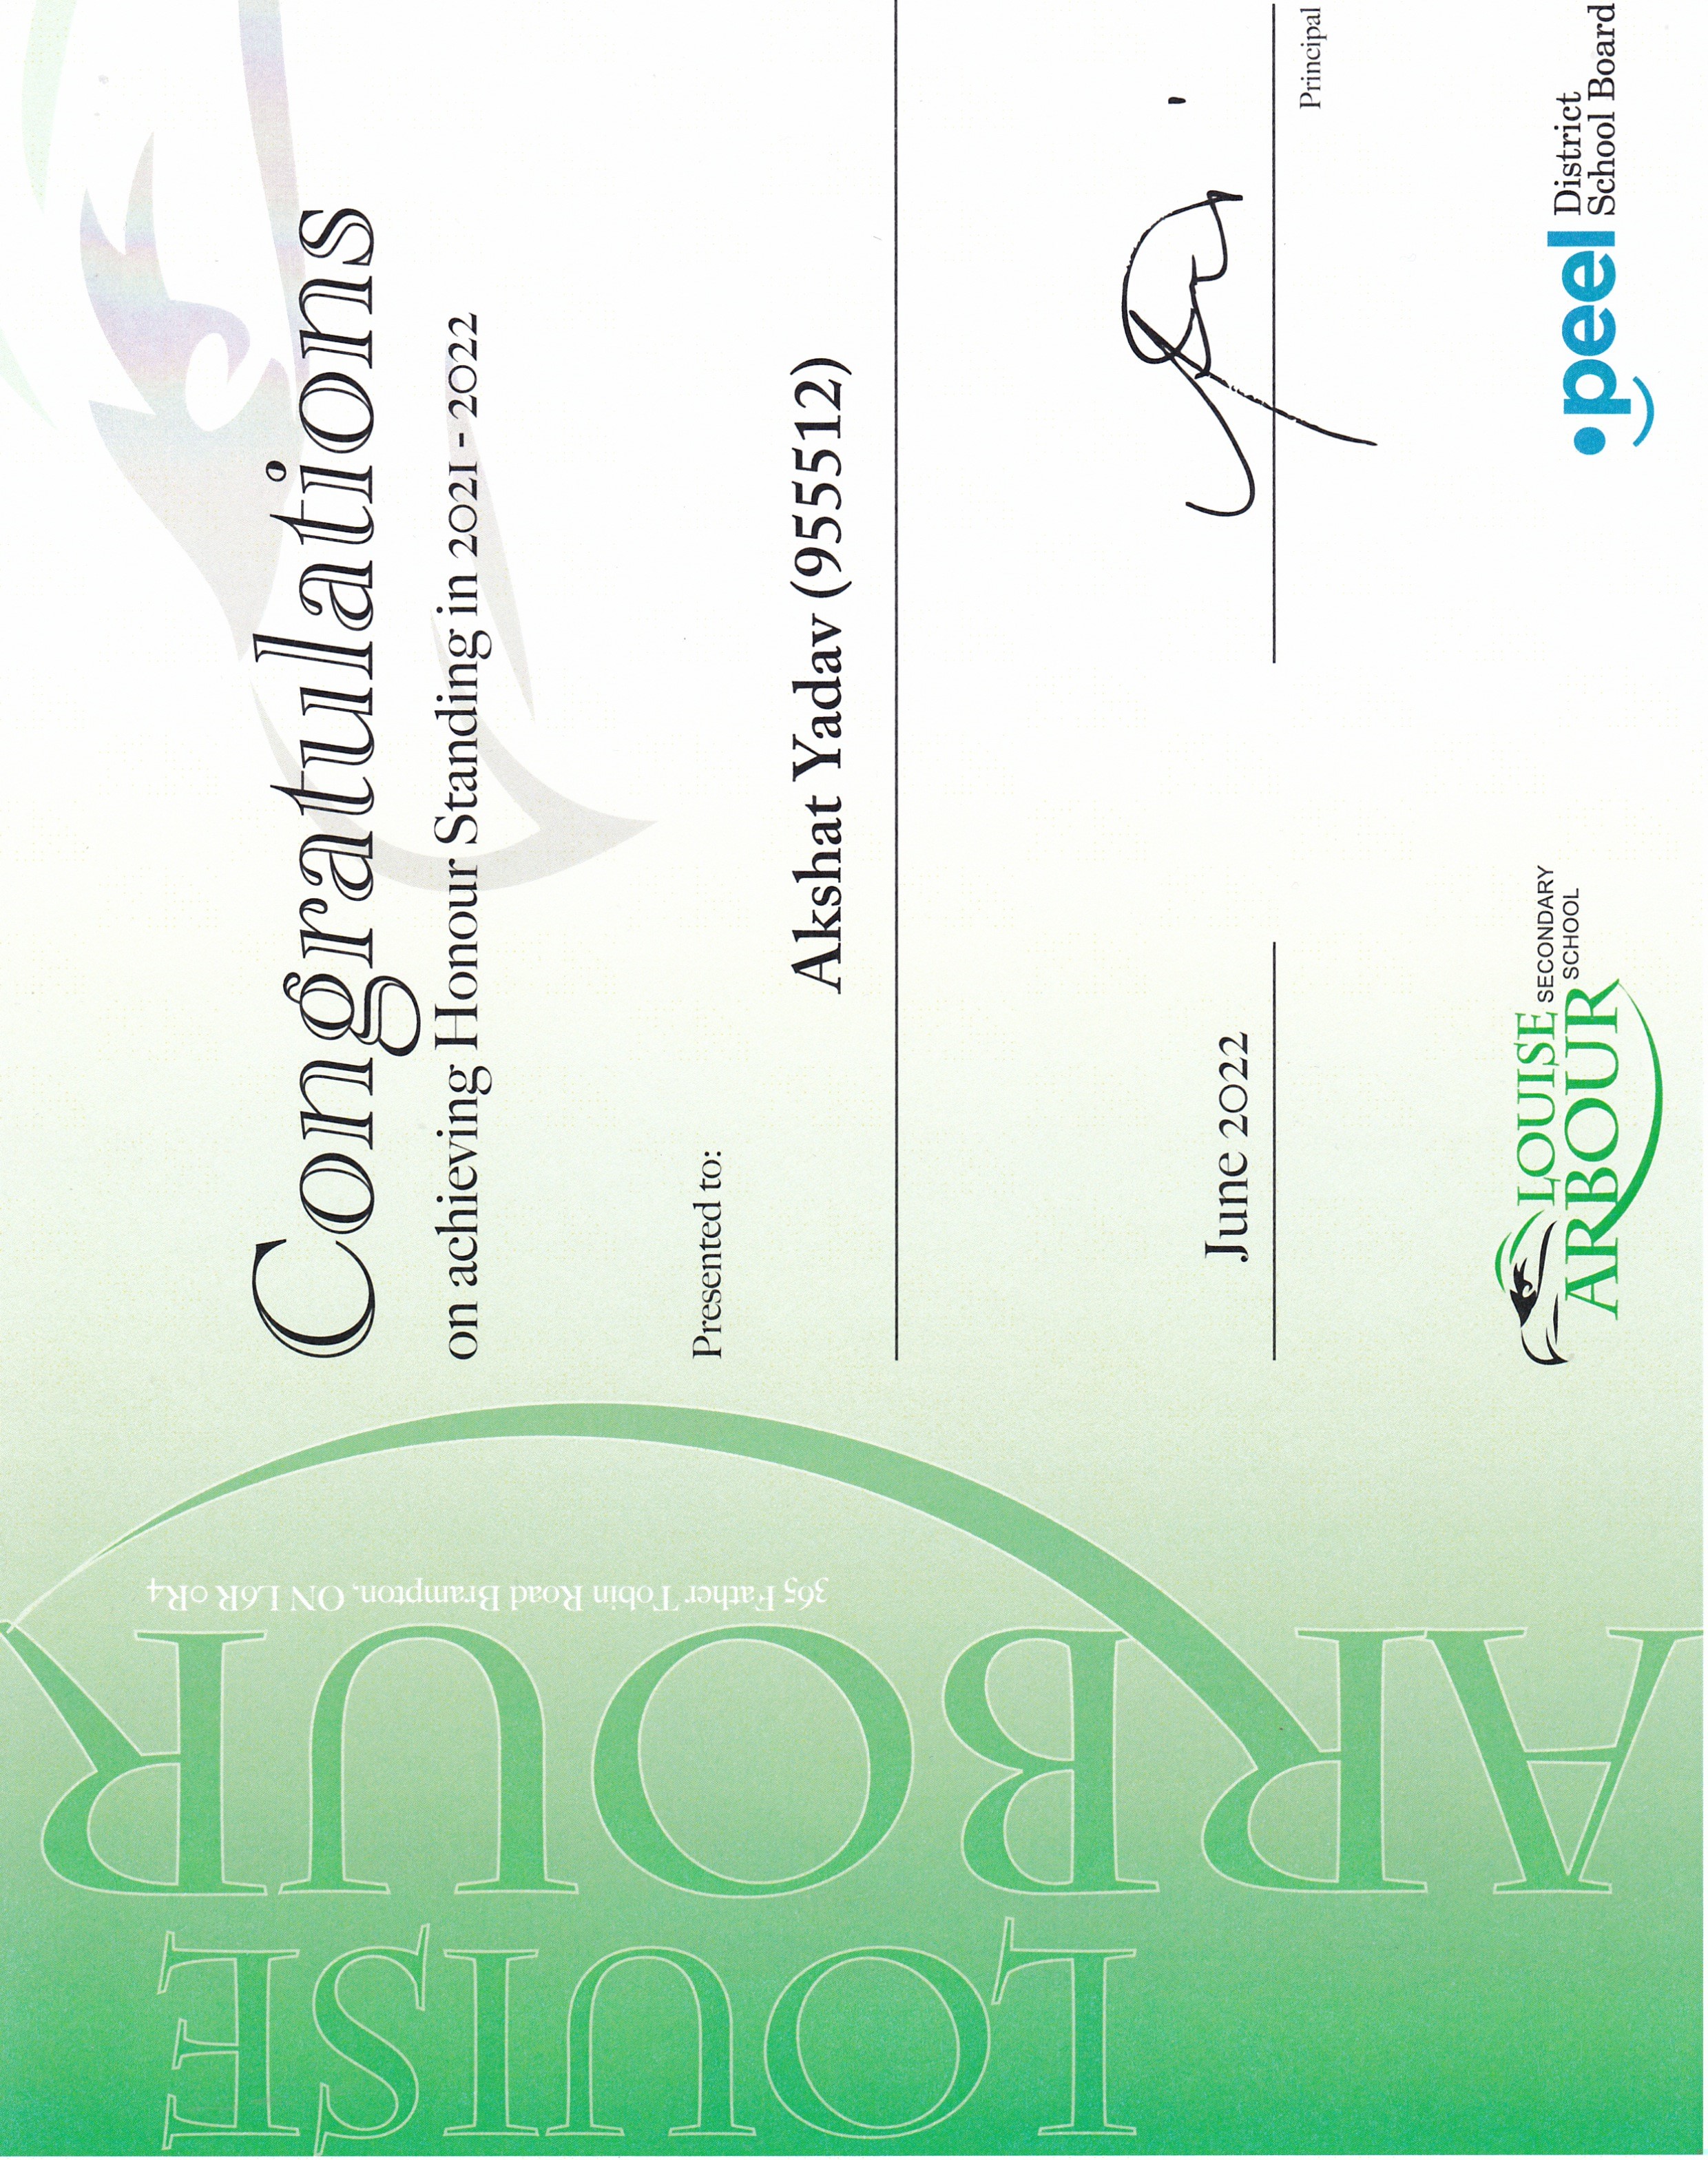 LOUISE
ARBOUR
365 Father Tobin Road Brampton, ON L6R 0R4
Congratulations
on achieving Honour Standing in 2021 - 2022
Presented to:
Akshat Yadav (955512)
June 2022
Principal
LOUISE SECONDARY
ARBOUR SCHOOL
peel District
School Board